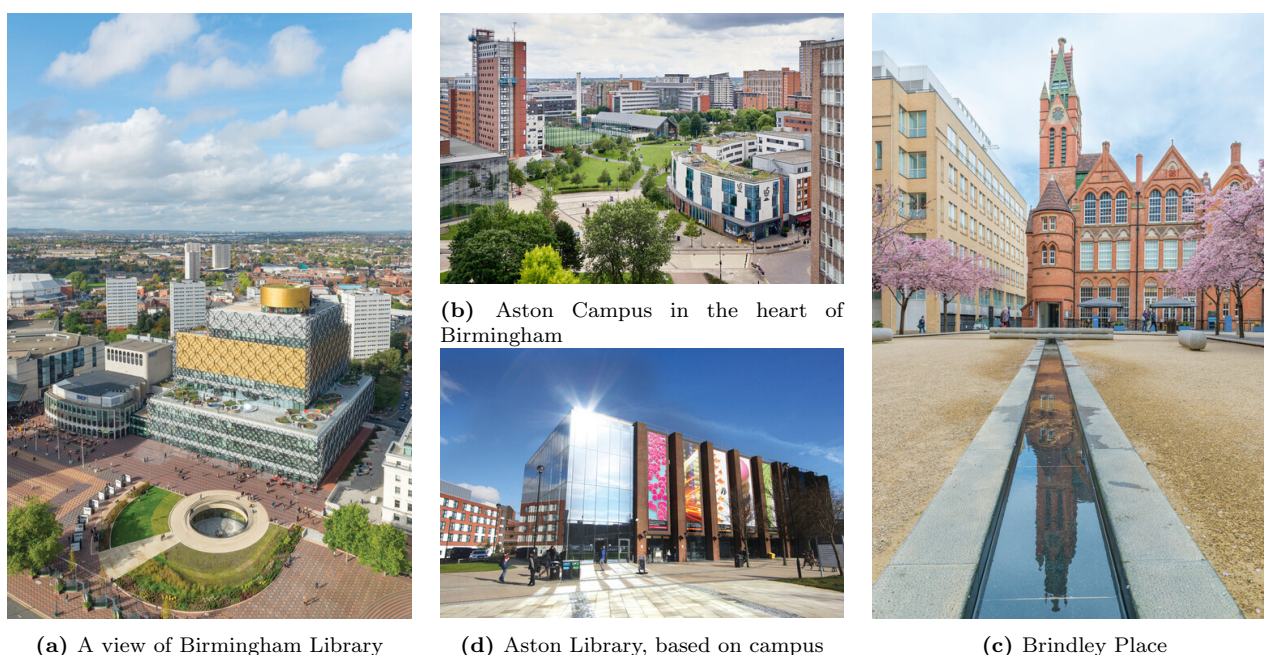 (b) Aston Campus in the heart of
Birmingham
(a) A view of Birmingham Library
(d) Aston Library, based on campus
(c) Brindley Place